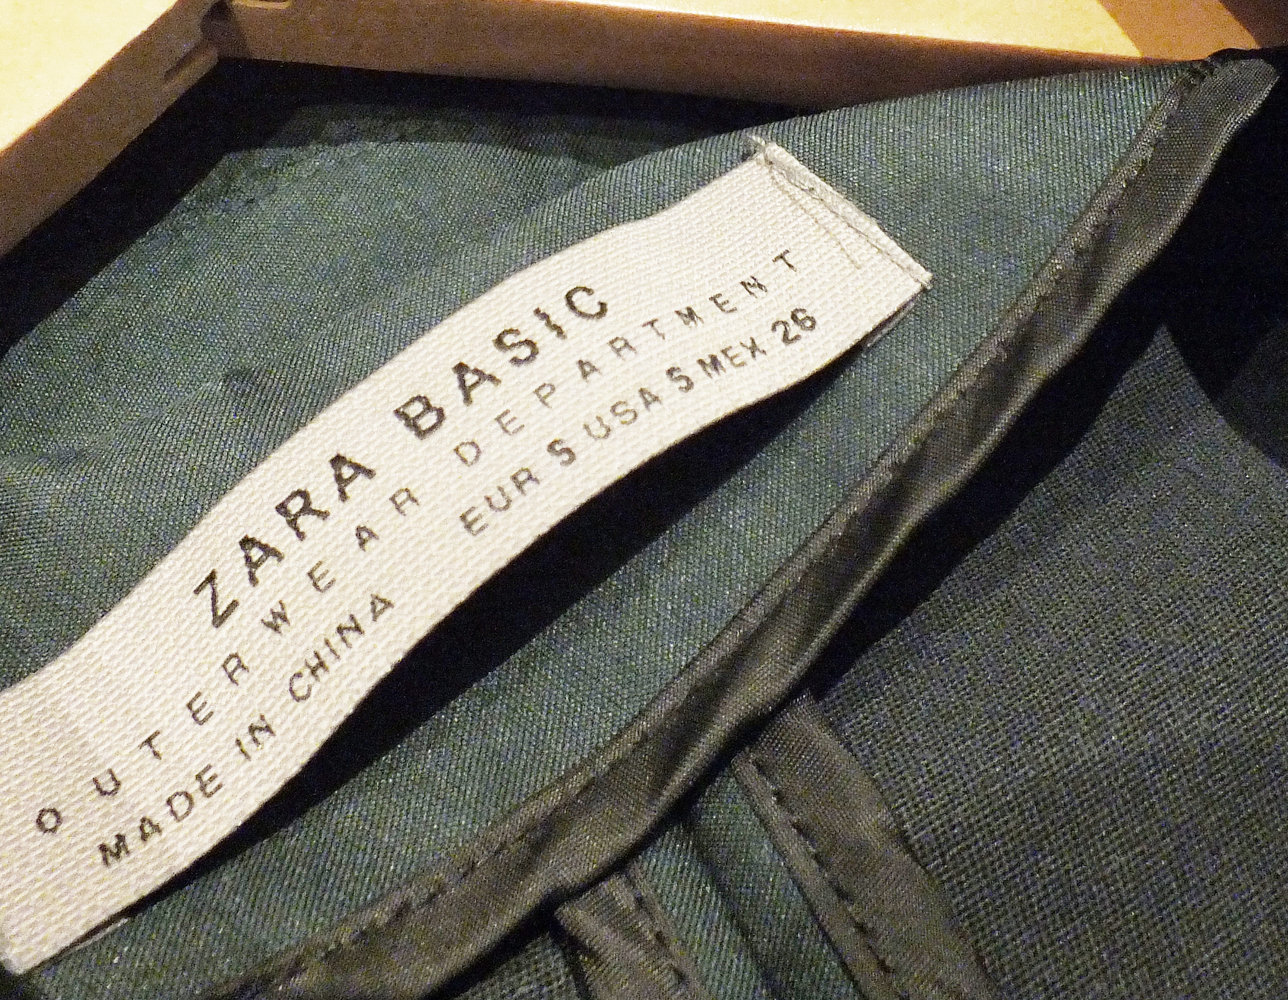 ZARA BASIC
OUTERWEAR DEPARTMENT
MADE IN CHINA EUR S USA S MEX 26